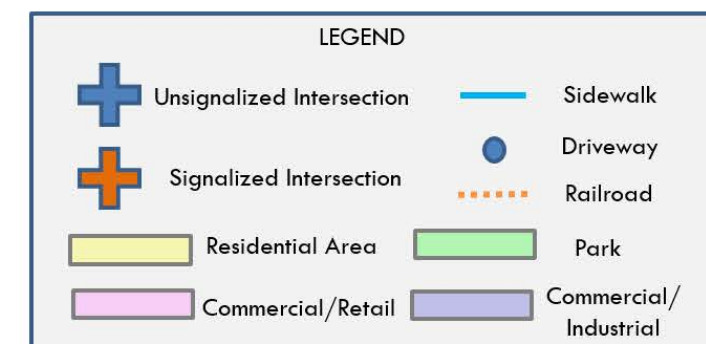 LEGEND
Unsignalized Intersection
Sidewalk
Driveway
Signalized Intersection
Railroad
Residential Area
Park
Commercial/Retail
Commercial/
Industrial